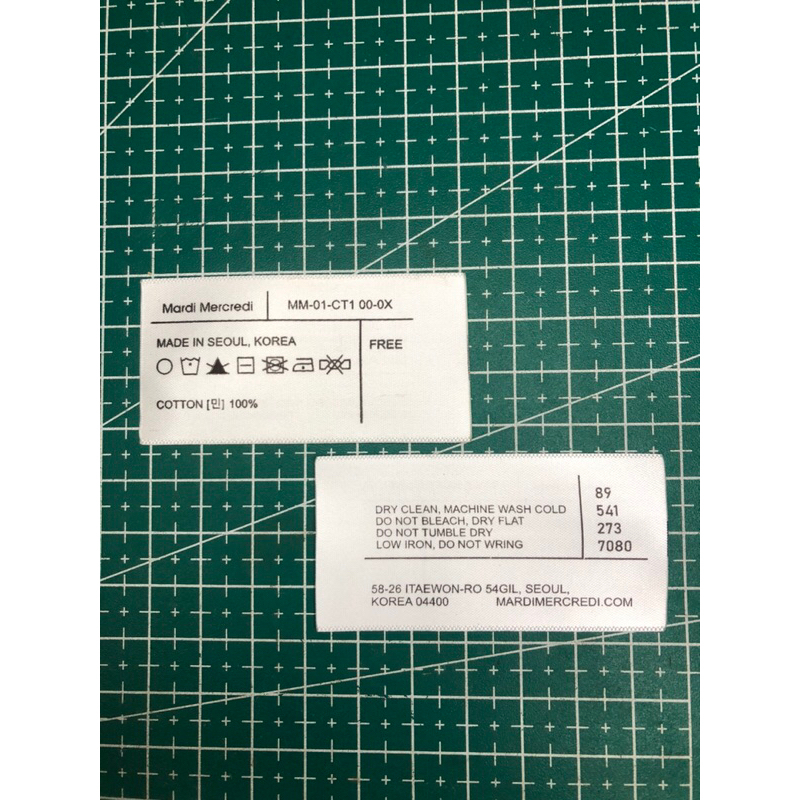 Mardi Mercredi MM-01-CT1 00-0X
MADE IN SEOUL, KOREA FREE
COTTON [민] 100%
89
DRY CLEAN, MACHINE WASH COLD 541
DO NOT BLEACH, DRY FLAT
DO NOT TUMBLE DRY 273
LOW IRON, DO NOT WRING 7080
58-26 ITAEWON-RO 54GIL, SEOUL,
KOREA 04400 MARDIMERCREDI.COM